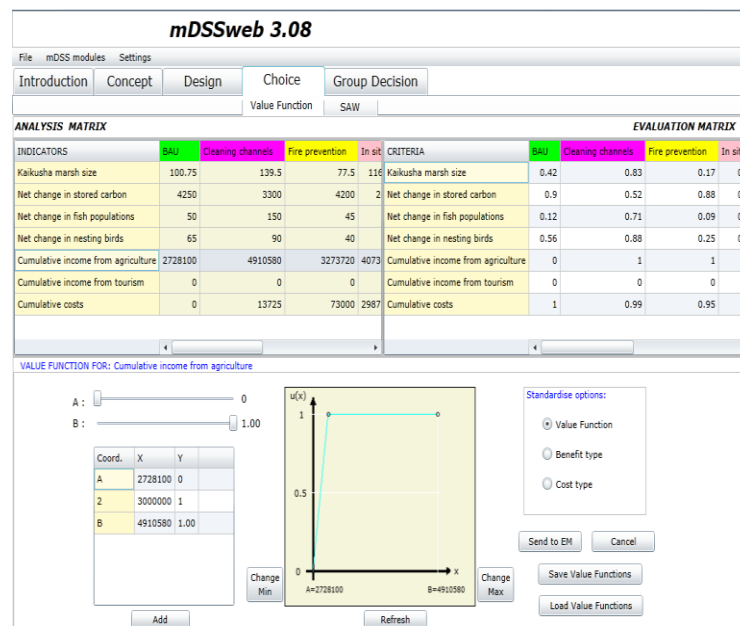 mDSSweb 3.08
File mDSS modules Settings
Introduction Concept Design Choice Group Decision
Value Function SAW
ANALYSIS MATRIX EVALUATION MATRIX
INDICATORS BAU Cleaning channels Fire prevention In sit CRITERIA BAU Cleaning channels Fire prevention In sit
Kaikusha marsh size 100.75 139.5 77.5 116 Kaikusha marsh size 0.42 0.83 0.17
Net change in stored carbon 4250 3300 4200 2 Net change in stored carbon 0.9 0.52 0.88
Net change in fish populations 50 150 45 Net change in fish populations 0.12 0.71 0.09
Net change in nesting birds 65 90 40 Net change in nesting birds 0.56 0.88 0.25
Cumulative income from agriculture 2728100 4910580 3273720 4073 Cumulative income from agriculture 0 1 1
Cumulative income from tourism 0 0 0 Cumulative income from tourism 0 0 0
Cumulative costs 0 13725 73000 2987 Cumulative costs 1 0.99 0.95
VALUE FUNCTION FOR: Cumulative income from agriculture
A : 0
B : 1.00
Coord. X Y
A 2728100 0
2 3000000 1
B 4910580 1.00
Add
Change
Min
u(x)
1
0.5
0
x
A=2728100 B=4910580
Refresh
Change
Max
Standardise options:
Value Function
Benefit type
Cost type
Send to EM Cancel
Save Value Functions
Load Value Functions